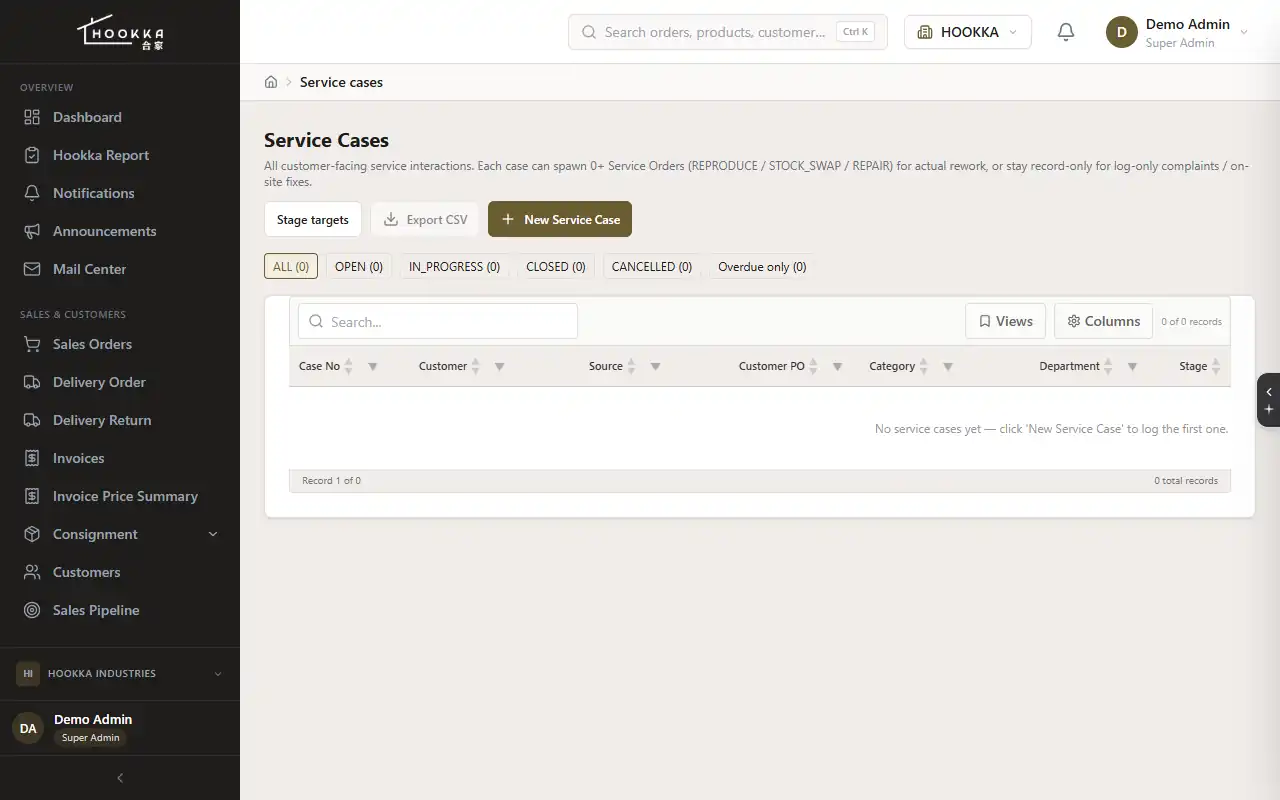 HOOKKA
合家
Search orders, products, customer...
Ctrl K
HOOKKA
D
Demo Admin
Super Admin
Service cases
OVERVIEW
Dashboard
Hookka Report
Notifications
Announcements
Mail Center
SALES & CUSTOMERS
Sales Orders
Delivery Order
Delivery Return
Invoices
Invoice Price Summary
Consignment
Customers
Sales Pipeline
HI
HOOKKA INDUSTRIES
DA
Demo Admin
Super Admin
Service Cases
All customer-facing service interactions. Each case can spawn 0+ Service Orders (REPRODUCE / STOCK_SWAP / REPAIR) for actual rework, or stay record-only for log-only complaints / on-
site fixes.
Stage targets
Export CSV
New Service Case
ALL (0)
OPEN (0)
IN_PROGRESS (0)
CLOSED (0)
CANCELLED (0)
Overdue only (0)
Search...
Views
Columns
0 of 0 records
Case No
Customer
Source
Customer PO
Category
Department
Stage
No service cases yet — click 'New Service Case' to log the first one.
Record 1 of 0
0 total records